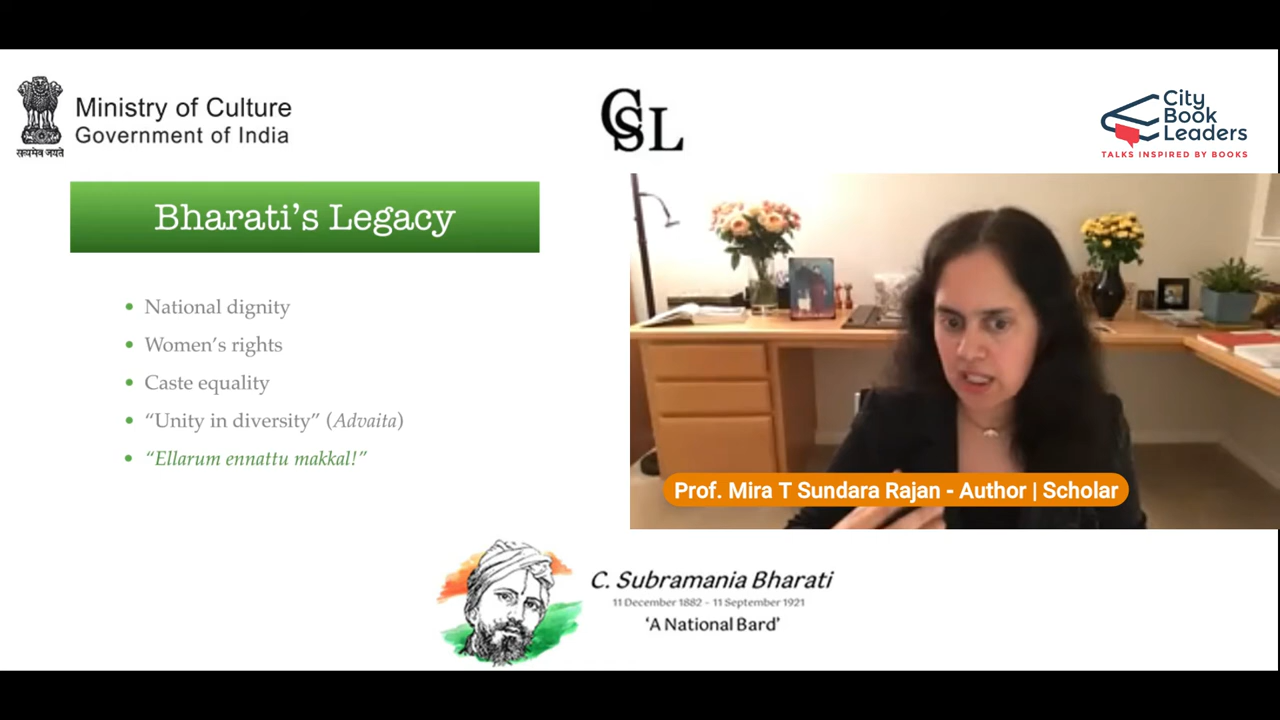 Ministry of Culture
Government of India
सत्यमेव जयते
CSL
City
Book
Leaders
TALKS INSPIRED BY BOOKS
Bharati’s Legacy
• National dignity
• Women’s rights
• Caste equality
• “Unity in diversity” (Advaita)
• “Ellarum ennattu makkal!”
Prof. Mira T Sundara Rajan - Author | Scholar
C. Subramania Bharati
11 December 1882 – 11 September 1921
‘A National Bard’